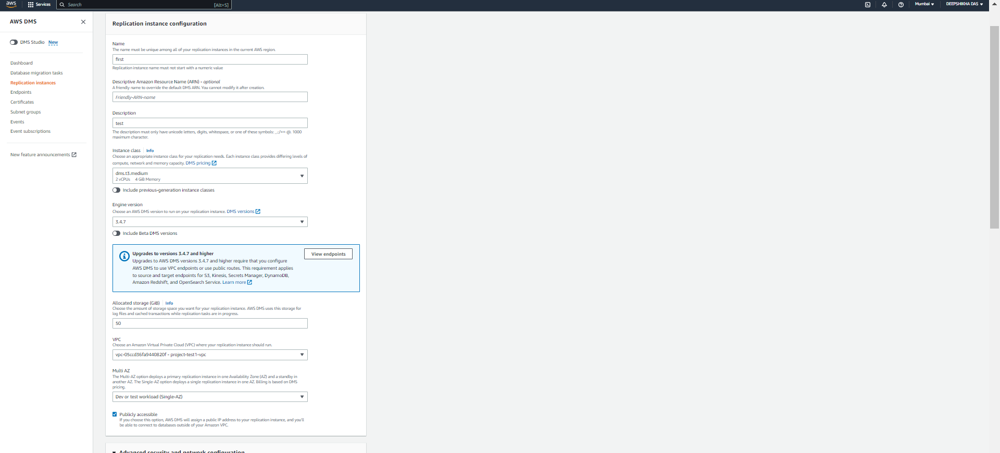 aws
Services
Search
[Alt+S]
Mumbai
DEEPSHIKHA DAS
AWS DMS
DMS Studio New
Dashboard
Database migration tasks
Replication instances
Endpoints
Certificates
Subnet groups
Events
Event subscriptions
New feature announcements
Replication instance configuration
Name
The name must be unique among all of your replication instances in the current AWS region.
first
Replication instance name must not start with a numeric value
Descriptive Amazon Resource Name (ARN) - optional
A friendly name to override the default DMS ARN. You cannot modify it after creation.
Friendly-ARN-name
Description
test
The description must only have unicode letters, digits, whitespace, or one of these symbols: _.:/=+-@. 1000
maximum character.
Instance class Info
Choose an appropriate instance class for your replication needs. Each instance class provides differing levels of
compute, network and memory capacity. DMS pricing
dms.t3.medium
2 vCPUs 4 GiB Memory
Include previous-generation instance classes
Engine version
Choose an AWS DMS version to run on your replication instance. DMS versions
3.4.7
Include Beta DMS versions
Upgrades to versions 3.4.7 and higher
View endpoints
Upgrades to AWS DMS versions 3.4.7 and higher require that you configure
AWS DMS to use VPC endpoints or use public routes. This requirement applies
to source and target endpoints for S3, Kinesis, Secrets Manager, DynamoDB,
Amazon Redshift, and OpenSearch Service. Learn more
Allocated storage (GiB) Info
Choose the amount of storage space you want for your replication instance. AWS DMS uses this storage for
log files and cached transactions while replication tasks are in progress.
50
VPC
Choose an Amazon Virtual Private Cloud (VPC) where your replication instance should run.
vpc-05ccd36fa9440820f - project-test1-vpc
Multi AZ
The Multi-AZ option deploys a primary replication instance in one Availability Zone (AZ) and a standby in
another AZ. The Single-AZ option deploys a single replication instance in one AZ. Billing is based on DMS
pricing.
Dev or test workload (Single-AZ)
Publicly accessible
If you choose this option, AWS DMS will assign a public IP address to your replication instance, and you'll
be able to connect to databases outside of your Amazon VPC.
Advanced security and network configuration